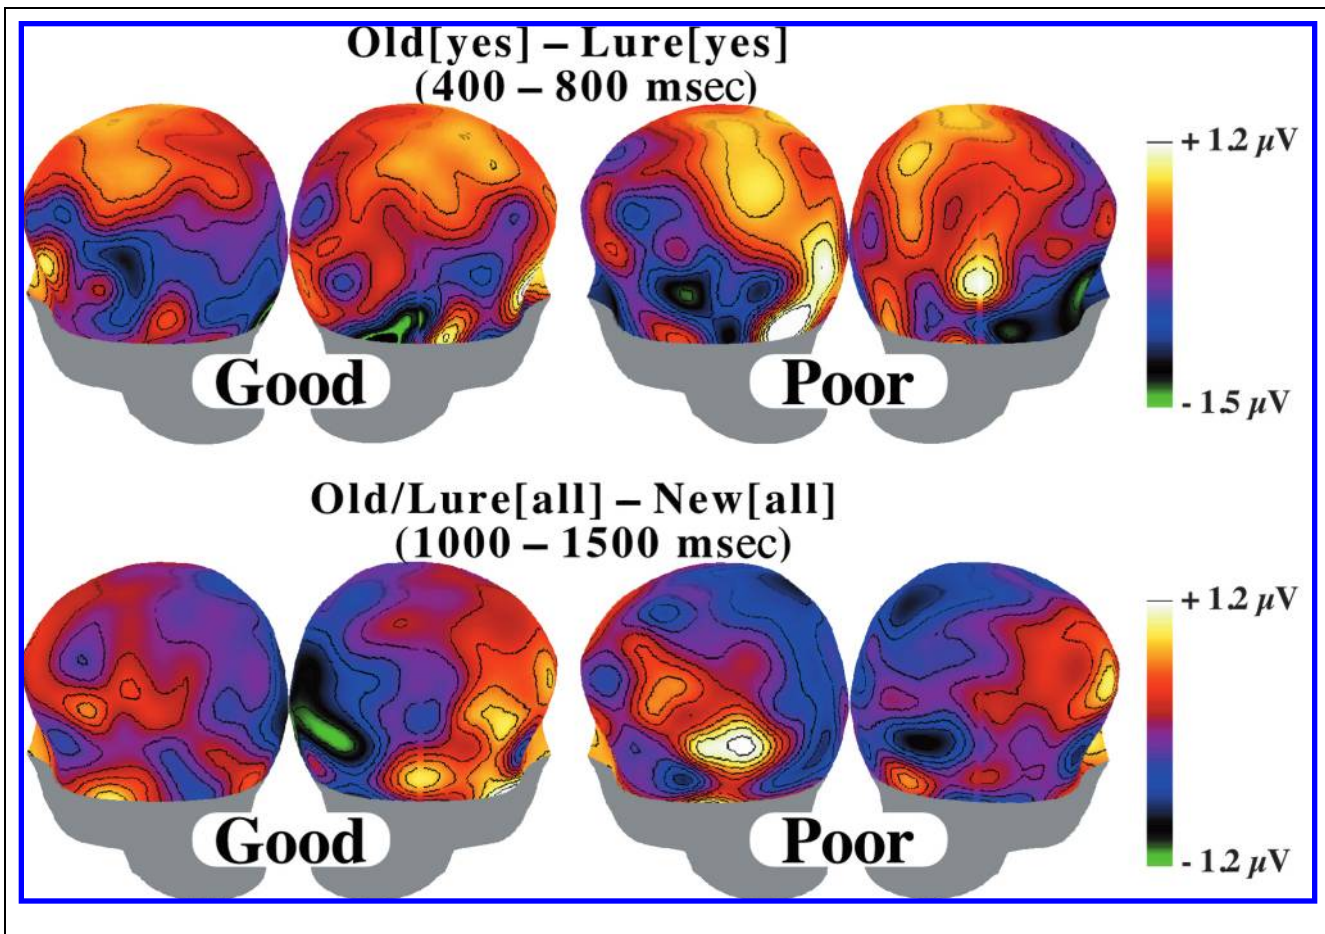 Old[yes] – Lure[yes]
(400 – 800 msec)
+ 1.2 µV
Good
Poor
- 1.5 µV
Old/Lure[all] – New[all]
(1000 – 1500 msec)
+ 1.2 µV
Good
Poor
- 1.2 µV